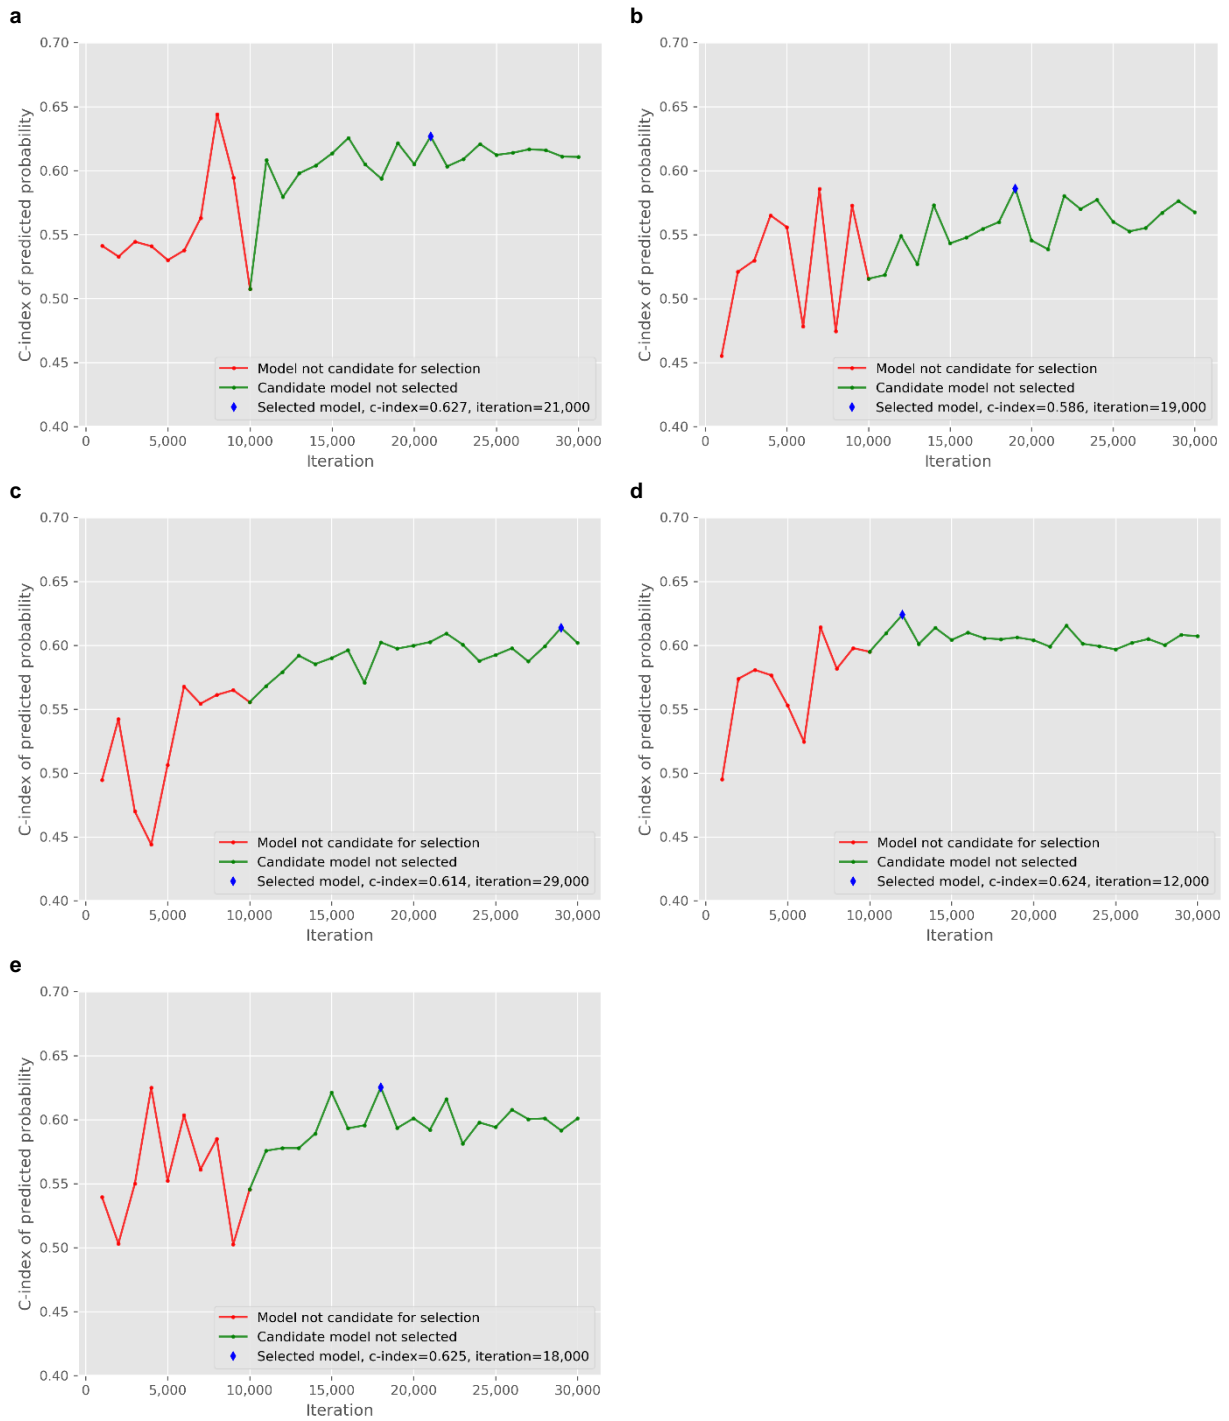 a
0.70
0.65
0.60
0.55
0.50
0.45
0.40
C-index of predicted probability
Model not candidate for selection
Candidate model not selected
Selected model, c-index=0.627, iteration=21,000
0 5,000 10,000 15,000 20,000 25,000 30,000
Iteration
b
0.70
0.65
0.60
0.55
0.50
0.45
0.40
C-index of predicted probability
Model not candidate for selection
Candidate model not selected
Selected model, c-index=0.586, iteration=19,000
0 5,000 10,000 15,000 20,000 25,000 30,000
Iteration
c
0.70
0.65
0.60
0.55
0.50
0.45
0.40
C-index of predicted probability
Model not candidate for selection
Candidate model not selected
Selected model, c-index=0.614, iteration=29,000
0 5,000 10,000 15,000 20,000 25,000 30,000
Iteration
d
0.70
0.65
0.60
0.55
0.50
0.45
0.40
C-index of predicted probability
Model not candidate for selection
Candidate model not selected
Selected model, c-index=0.624, iteration=12,000
0 5,000 10,000 15,000 20,000 25,000 30,000
Iteration
e
0.70
0.65
0.60
0.55
0.50
0.45
0.40
C-index of predicted probability
Model not candidate for selection
Candidate model not selected
Selected model, c-index=0.625, iteration=18,000
0 5,000 10,000 15,000 20,000 25,000 30,000
Iteration